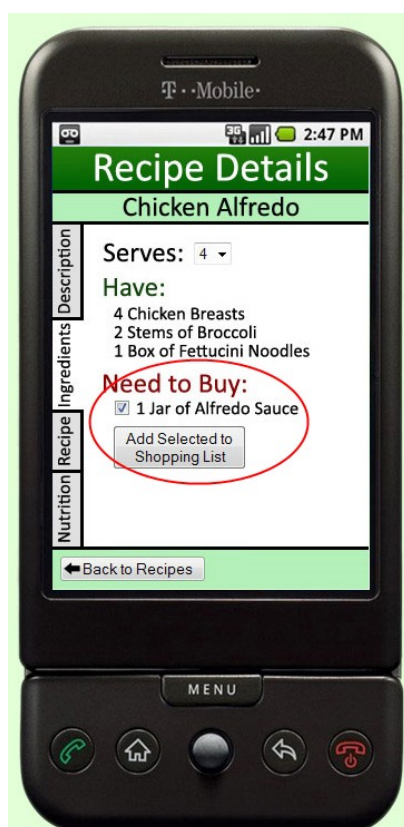 T··Mobile·
3G 2:47 PM
Recipe Details
Chicken Alfredo
Description
Ingredients
Recipe
Nutrition
Serves: 4
Have:
4 Chicken Breasts
2 Stems of Broccoli
1 Box of Fettucini Noodles
Need to Buy:
1 Jar of Alfredo Sauce
Add Selected to
Shopping List
Back to Recipes
MENU